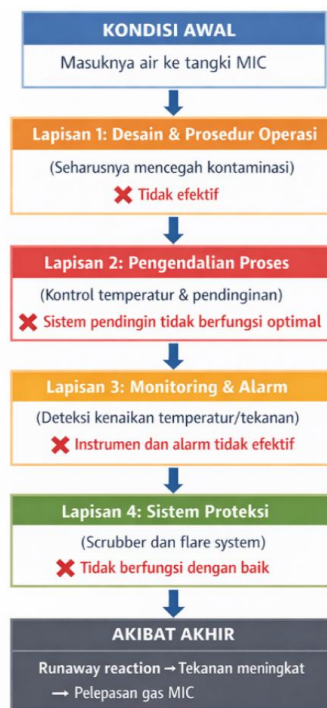 KONDISI AWAL
Masuknya air ke tangki MIC
Lapisan 1: Desain & Prosedur Operasi
(Seharusnya mencegah kontaminasi)
❌ Tidak efektif
Lapisan 2: Pengendalian Proses
(Kontrol temperatur & pendinginan)
❌ Sistem pendingin tidak berfungsi optimal
Lapisan 3: Monitoring & Alarm
(Deteksi kenaikan temperatur/tekanan)
❌ Instrumen dan alarm tidak efektif
Lapisan 4: Sistem Proteksi
(Scrubber dan flare system)
❌ Tidak berfungsi dengan baik
AKIBAT AKHIR
Runaway reaction → Tekanan meningkat
→ Pelepasan gas MIC